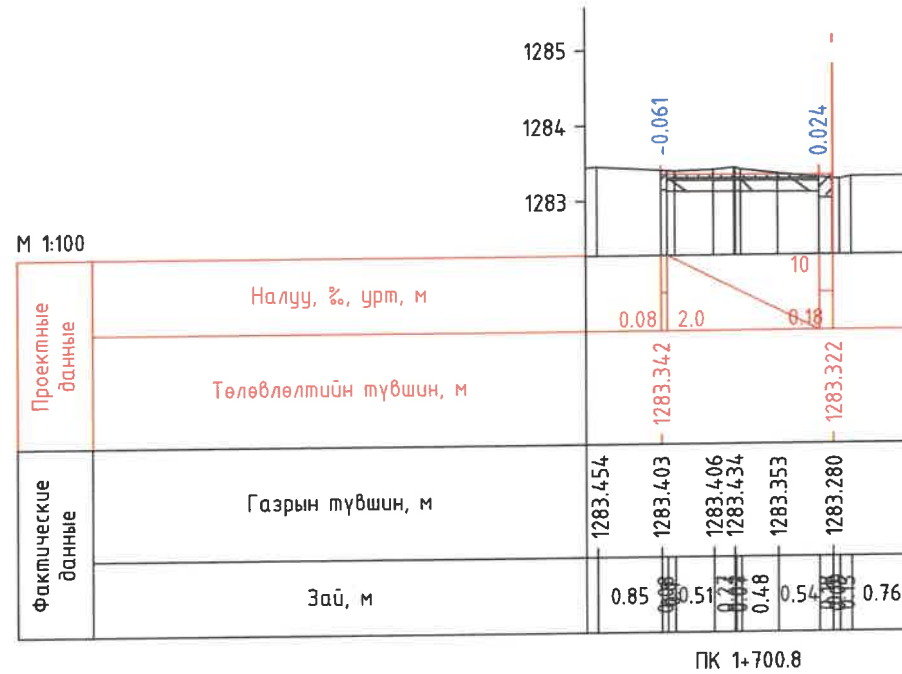 1285
1284
1283
-0.061
0.024
М 1:100
Проектные
данные
Налуу, ‰, урт, м
0.08
2.0
10
0.18
Төлөвлөлтийн түвшин, м
1283.342
1283.322
Фактические
данные
Газрын түвшин, м
1283.454
1283.403
1283.406
1283.434
1283.353
1283.280
Зай, м
0.85
0.51
0.48
0.54
0.76
ПК 1+700.8